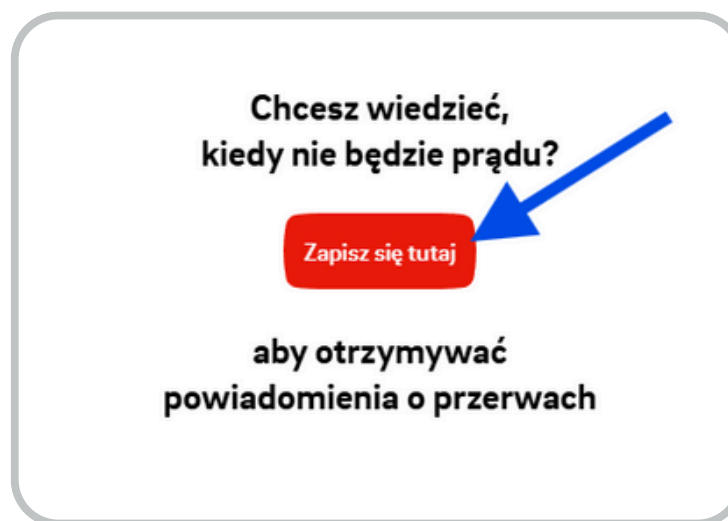 Chcesz wiedzieć,
kiedy nie będzie prądu?
Zapisz się tutaj
aby otrzymywać
powiadomienia o przerwach